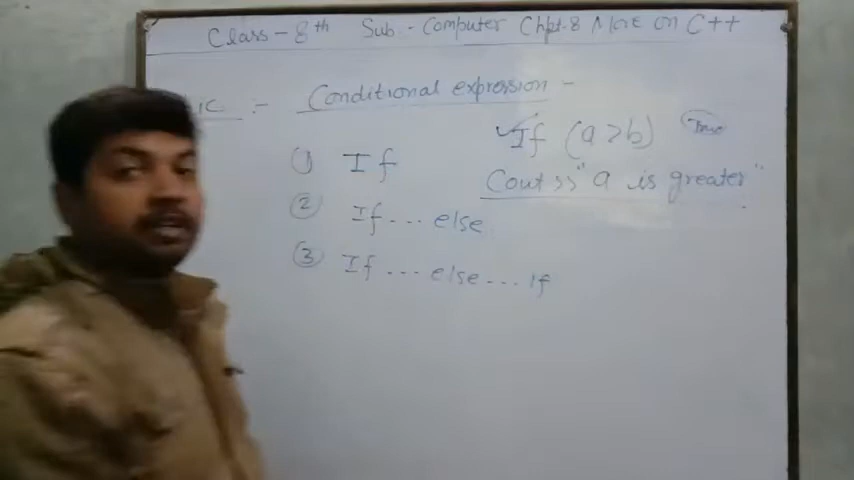 Class - 8th Sub - Computer Chpt-8 More on C++
IC :- Conditional expression -
① If
② If ... else
③ If ... else ... If
✓If (a > b) True
Cout >> "a is greater"